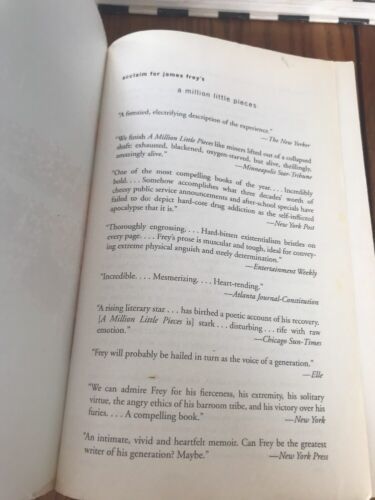 acclaim for james frey's
a million little pieces
"A frenzied, electrifying description of the experience."
—The New Yorker
"We finish A Million Little Pieces like miners lifted out of a collapsed
shaft: exhausted, blackened, oxygen-starved, but alive, thrillingly,
amazingly alive."
—Minneapolis Star-Tribune
"One of the most compelling books of the year. . . . Incredibly
bold. . . . Somehow accomplishes what three decades' worth of
cheesy public service announcements and after-school specials have
failed to do: depict hard-core drug addiction as the self-inflicted
apocalypse that it is."
—New York Post
"Thoroughly engrossing. . . . Hard-bitten existentialism bristles on
every page. . . . Frey's prose is muscular and tough, ideal for convey-
ing extreme physical anguish and steely determination."
—Entertainment Weekly
"Incredible. . . . Mesmerizing. . . . Heart-rending."
—Atlanta Journal-Constitution
"A rising literary star . . . has birthed a poetic account of his recovery.
[A Million Little Pieces is] stark . . . disturbing . . . rife with raw
emotion."
—Chicago Sun-Times
"Frey will probably be hailed in turn as the voice of a generation."
—Elle
"We can admire Frey for his fierceness, his extremity, his solitary
virtue, the angry ethics of his barroom tribe, and his victory over his
furies. . . . A compelling book."
—New York
"An intimate, vivid and heartfelt memoir. Can Frey be the greatest
writer of his generation? Maybe."
—New York Press